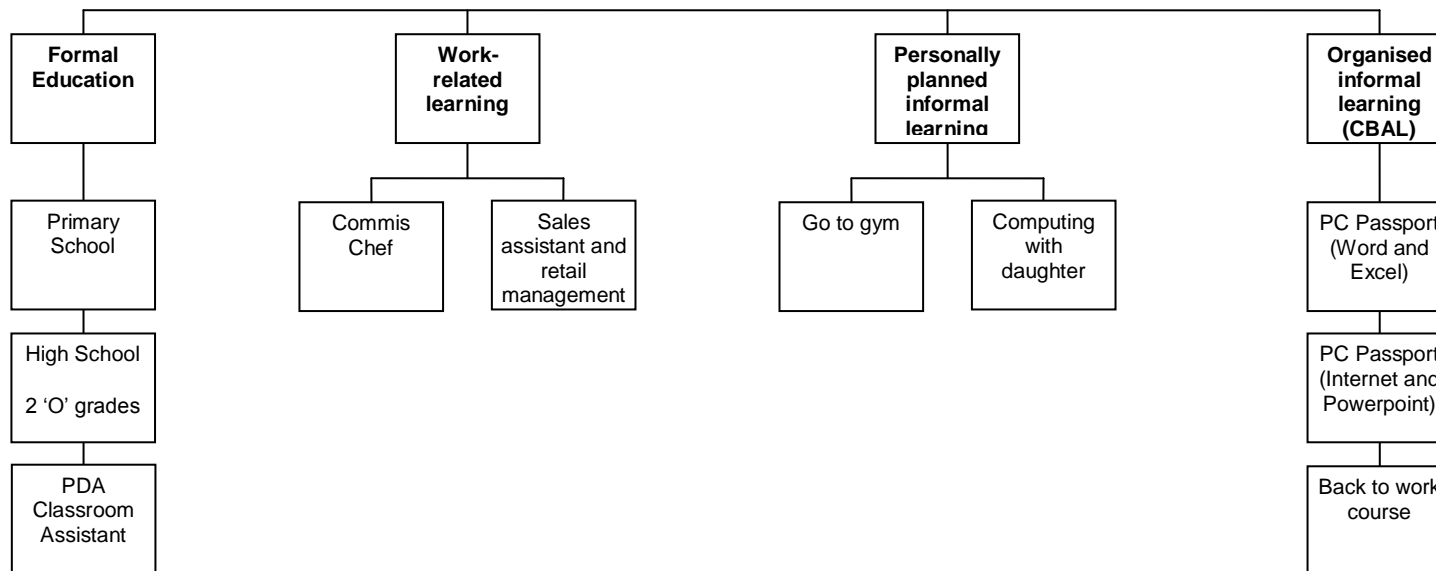 Formal
Education
Work-
related
learning
Personally
planned
informal
learning
Organised
informal
learning
(CBAL)
Primary
School
Commis
Chef
Sales
assistant and
retail
management
Go to gym
Computing
with
daughter
PC Passport
(Word and
Excel)
High School
2 ‘O’ grades
PC Passport
(Internet and
Powerpoint)
PDA
Classroom
Assistant
Back to work
course